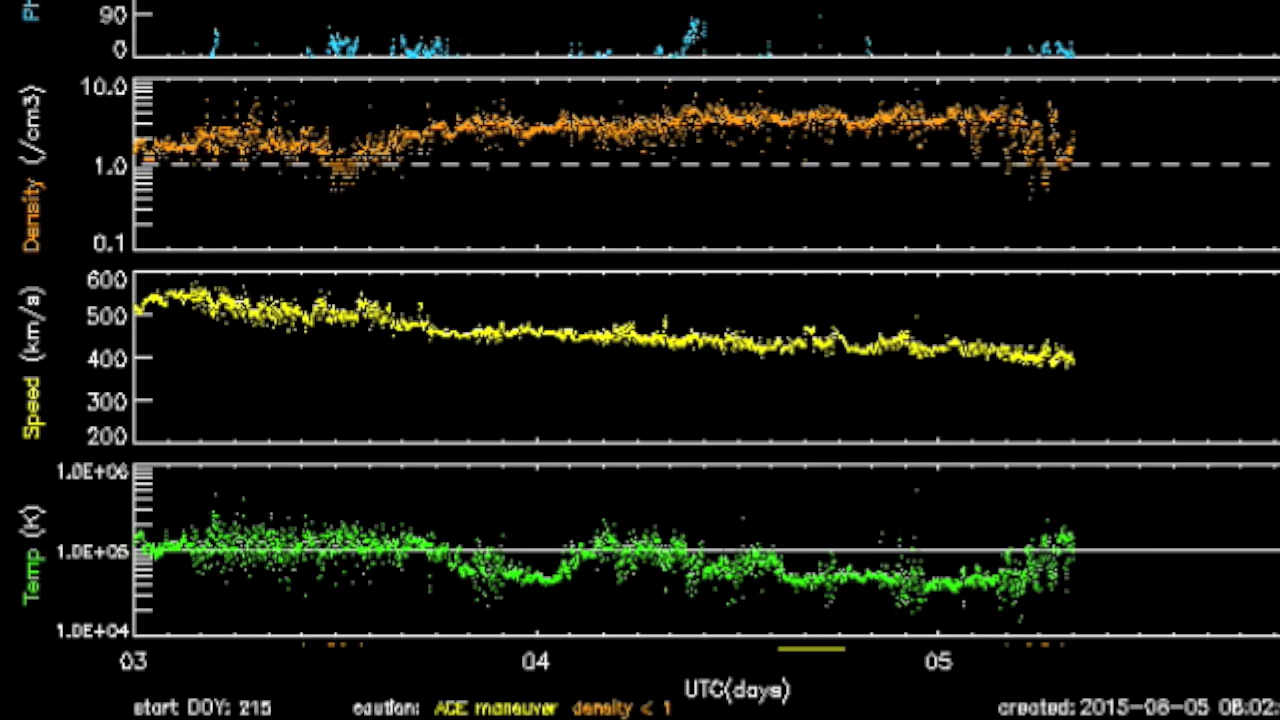 PH
90
0
Density (/cm3)
10.0
1.0
0.1
Speed (km/s)
600
500
400
300
200
Temp (K)
1.0E+06
1.0E+05
1.0E+04
03 04 05
UTC(days)
start DOY: 215 caution: ACE maneuver density < 1 created: 2015-08-05 08:02: